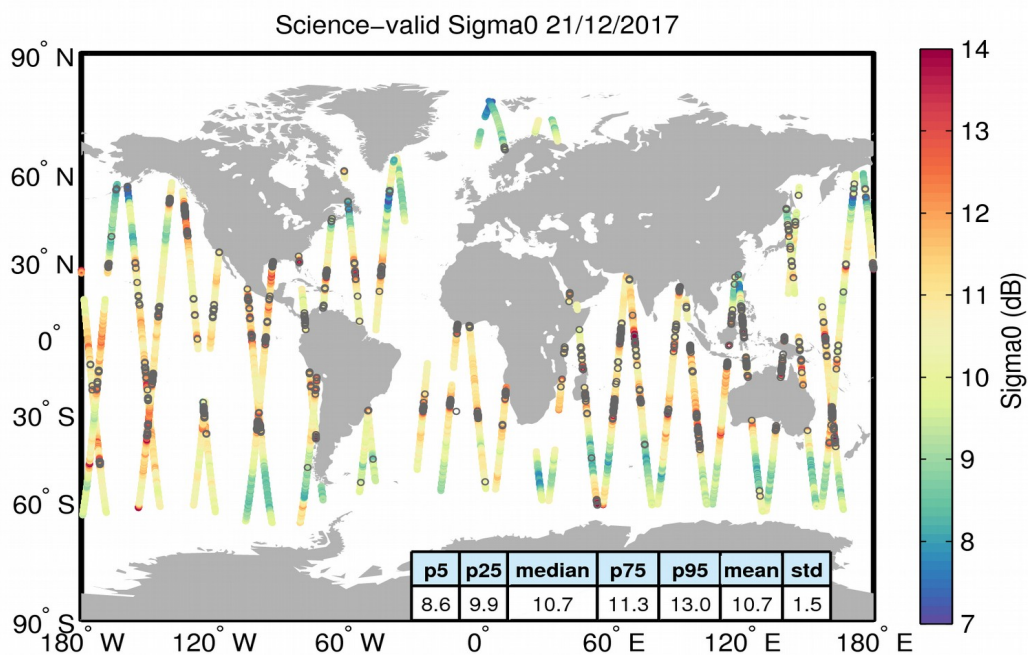 Science−valid Sigma0 21/12/2017
90° N
60° N
30° N
0°
30° S
60° S
90° S
180° W
120° W
60° W
0°
60° E
120° E
180° E
14
13
12
11
10
9
8
7
Sigma0 (dB)
p5 p25 median p75 p95 mean std
8.6 9.9 10.7 11.3 13.0 10.7 1.5